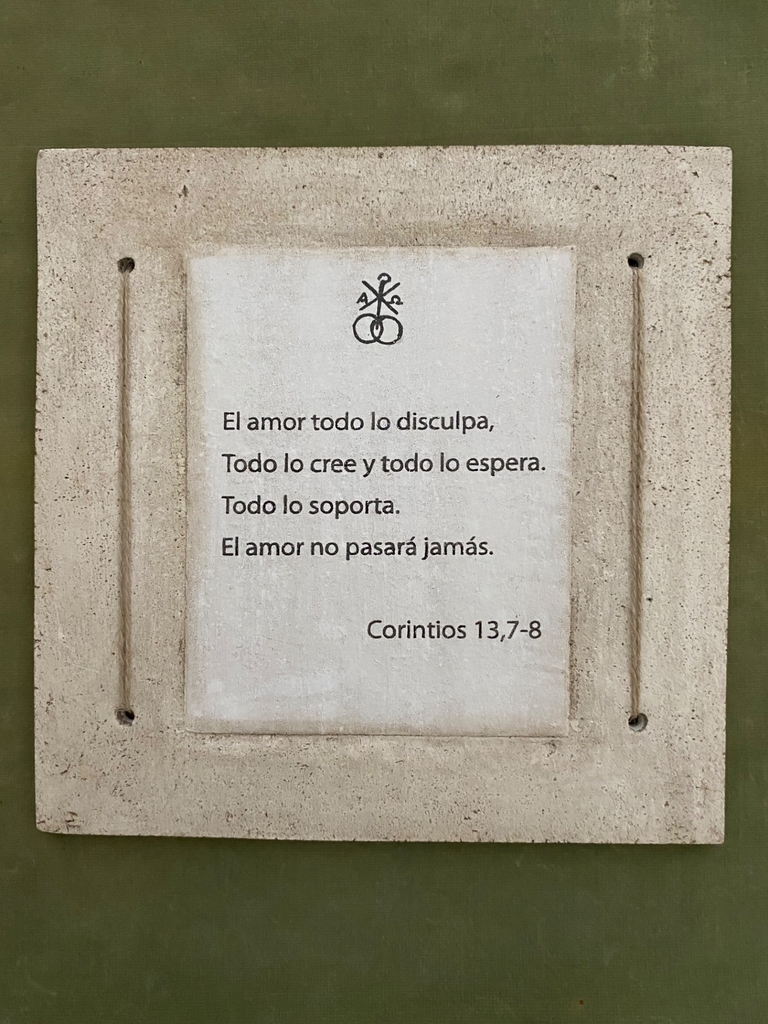 Α Ω
El amor todo lo disculpa,
Todo lo cree y todo lo espera.
Todo lo soporta.
El amor no pasará jamás.
Corintios 13,7-8